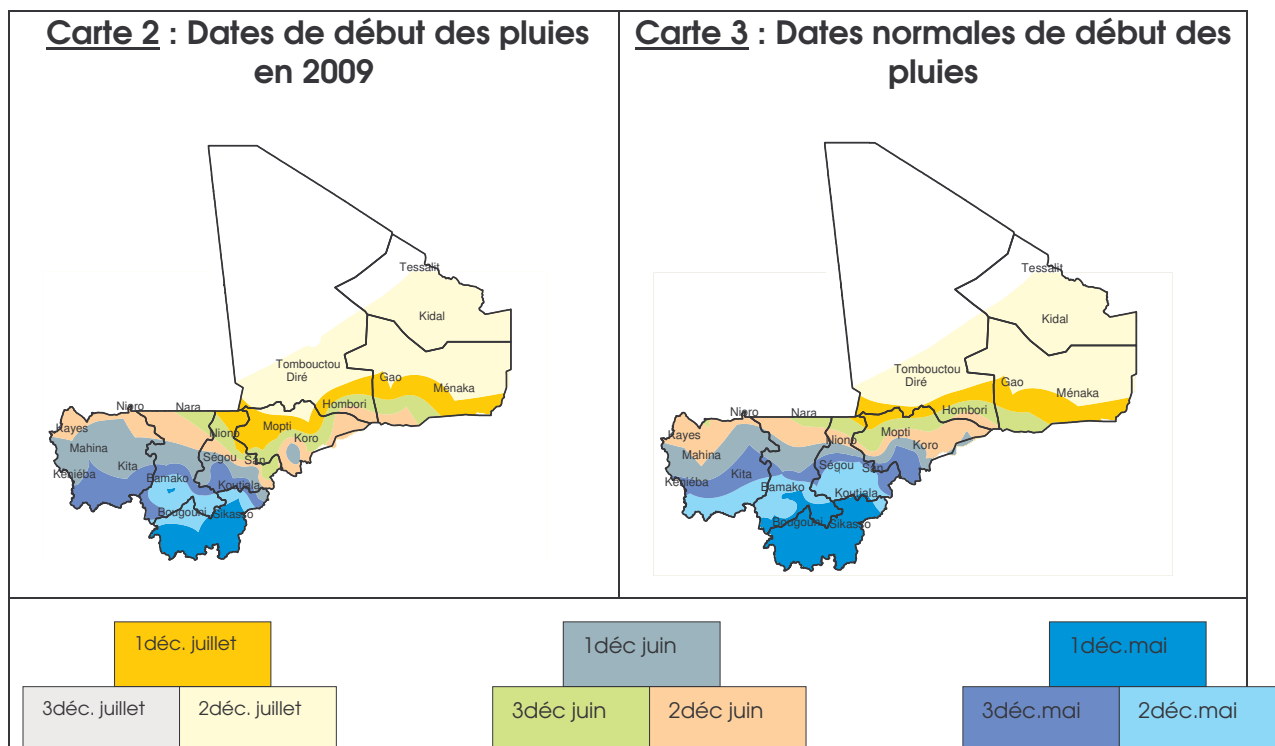 Carte 2 : Dates de début des pluies
en 2009
Tessalit
Kidal
Tombouctou
Diré
Gao
Ménaka
Hombori
Nioro
Nara
Mopti
Kayes
Niono
Koro
Mahina
Ségou
San
Kéniéba
Kita
Bamako
Koutiala
Bougouni
Sikasso
Carte 3 : Dates normales de début des
pluies
Tessalit
Kidal
Tombouctou
Diré
Gao
Ménaka
Hombori
Nioro
Nara
Mopti
Kayes
Niono
Koro
Mahina
Ségou
San
Kéniéba
Kita
Bamako
Koutiala
Bougouni
Sikasso
1déc. juillet
3déc. juillet
2déc. juillet
1déc juin
3déc juin
2déc juin
1déc.mai
3déc.mai
2déc.mai